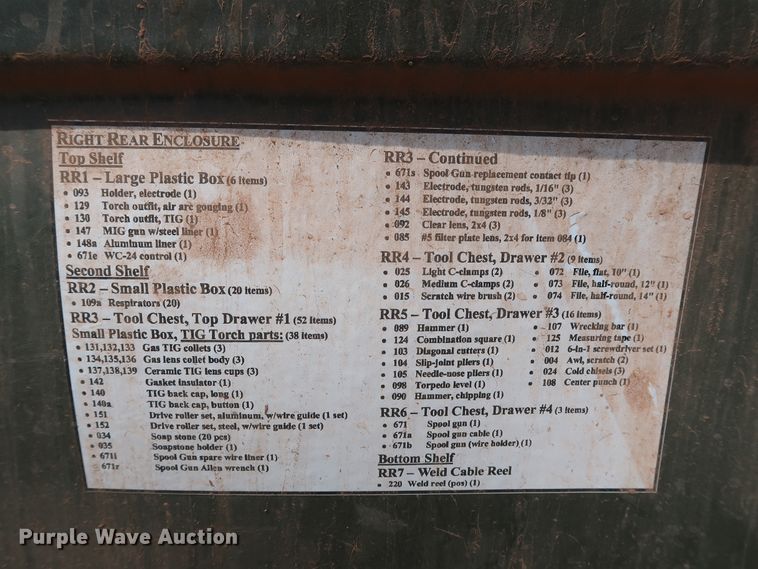 RIGHT REAR ENCLOSURE
Top Shelf
RR1 – Large Plastic Box (6 items)
• 093 Holder, electrode (1)
• 129 Torch outfit, air arc gouging (1)
• 130 Torch outfit, TIG (1)
• 147 MIG gun w/steel liner (1)
• 148a Aluminum liner (1)
• 671e WC-24 control (1)
Second Shelf
RR2 – Small Plastic Box (20 items)
• 109a Respirators (20)
RR3 – Tool Chest, Top Drawer #1 (52 items)
Small Plastic Box, TIG Torch parts: (38 items)
• 131,132,133 Gas TIG collets (3)
• 134,135,136 Gas lens collet body (3)
• 137,138,139 Ceramic TIG lens cups (3)
• 142 Gasket insulator (1)
• 140 TIG back cap, long (1)
• 140a TIG back cap, button (1)
• 151 Drive roller set, aluminum, w/wire guide (1 set)
• 152 Drive roller set, steel, w/wire guide (1 set)
• 034 Soap stone (20 pcs)
• 035 Soapstone holder (1)
• 671l Spool Gun spare wire liner (1)
671r Spool Gun Allen wrench (1)
RR3 – Continued
• 671s Spool Gun replacement contact tip (1)
• 143 Electrode, tungsten rods, 1/16" (3)
• 144 Electrode, tungsten rods, 3/32" (3)
• 145 Electrode, tungsten rods, 1/8" (3)
• 092 Clear lens, 2x4 (3)
• 085 #5 filter plate lens, 2x4 for item 084 (1)
RR4 – Tool Chest, Drawer #2 (9 items)
• 025 Light C-clamps (2) • 072 File, flat, 10" (1)
• 026 Medium C-clamps (2) • 073 File, half-round, 12" (1)
• 015 Scratch wire brush (2) • 074 File, half-round, 14" (1)
RR5 – Tool Chest, Drawer #3 (16 items)
• 089 Hammer (1) • 107 Wrecking bar (1)
• 124 Combination square (1) • 125 Measuring tape (1)
• 103 Diagonal cutters (1) • 012 6-in-1 screwdriver set (1)
• 104 Slip-joint pliers (1) • 004 Awl, scratch (2)
• 105 Needle-nose pliers (1) • 024 Cold chisels (3)
• 098 Torpedo level (1) • 108 Center punch (1)
• 090 Hammer, chipping (1)
RR6 – Tool Chest, Drawer #4 (3 items)
• 671 Spool gun (1)
• 671a Spool gun cable (1)
• 671b Spool gun (wire holder) (1)
Bottom Shelf
RR7 – Weld Cable Reel
• 220 Weld reel (pos) (1)
Purple Wave Auction